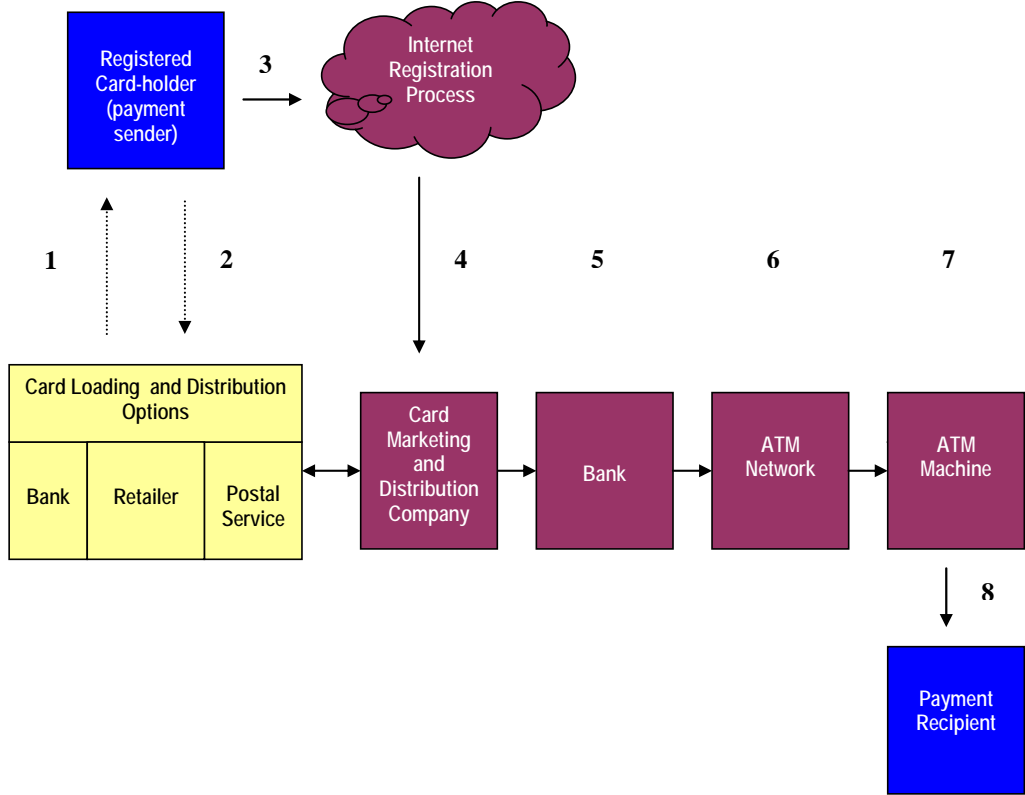 Registered
Card-holder
(payment
sender)
3
Internet
Registration
Process
1
2
4
5
6
7
Card Loading and Distribution
Options
Bank
Retailer
Postal
Service
Card
Marketing
and
Distribution
Company
Bank
ATM
Network
ATM
Machine
8
Payment
Recipient